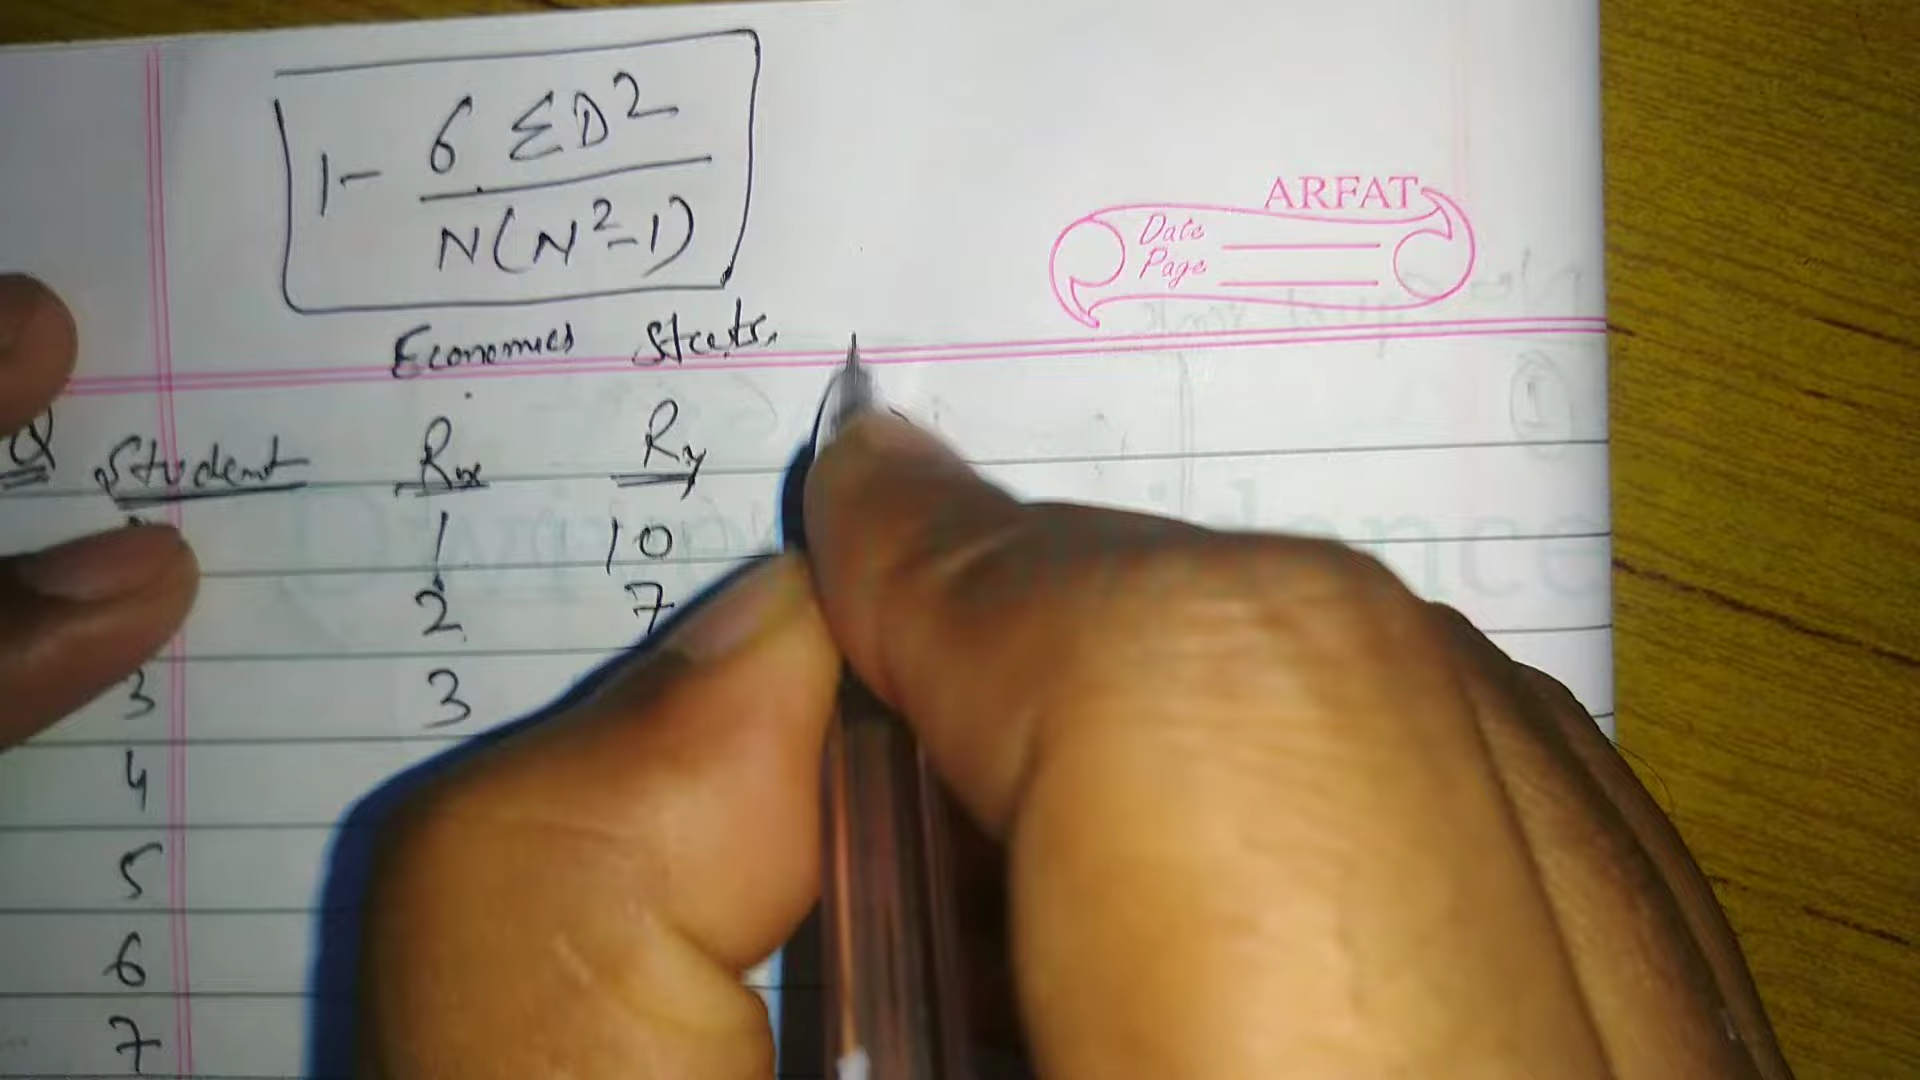 1 - 6 ΣD²
N(N²-1)
ARFAT
Date
Page
Economics Stats.
Q Student Rx Ry
1 10
2 7
3 3
4
5
6
7